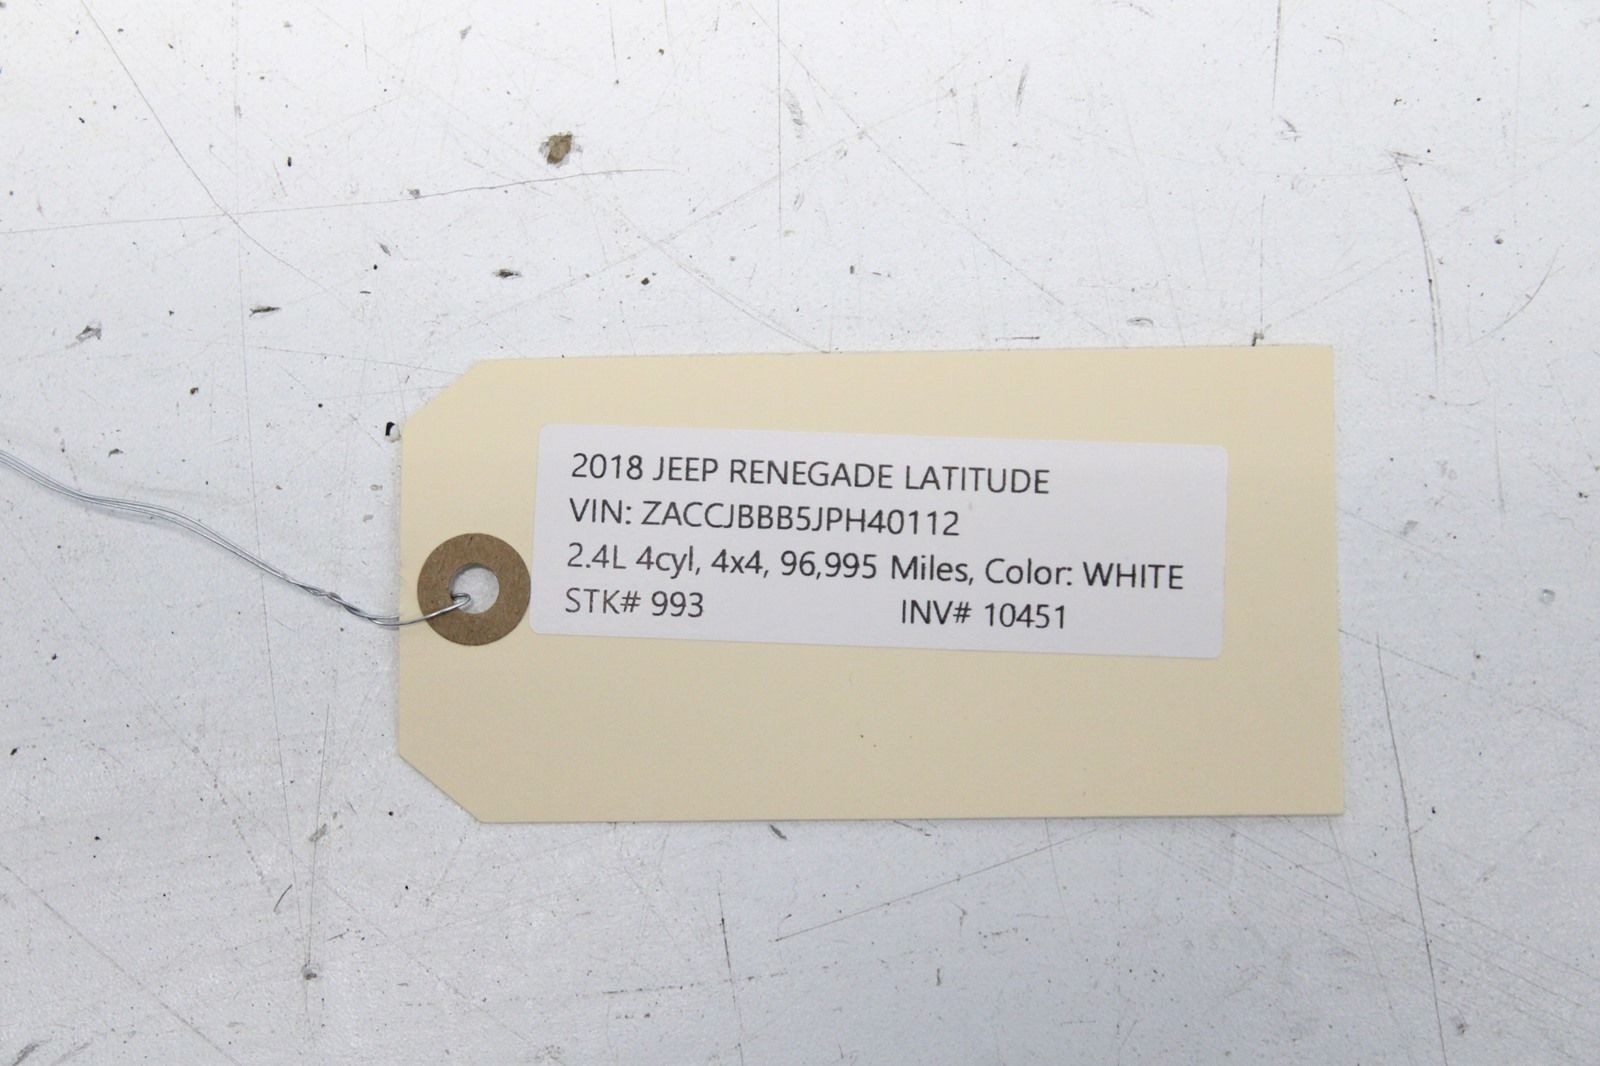 2018 JEEP RENEGADE LATITUDE
VIN: ZACCJBBB5JPH40112
2.4L 4cyl, 4x4, 96,995 Miles, Color: WHITE
STK# 993 INV# 10451